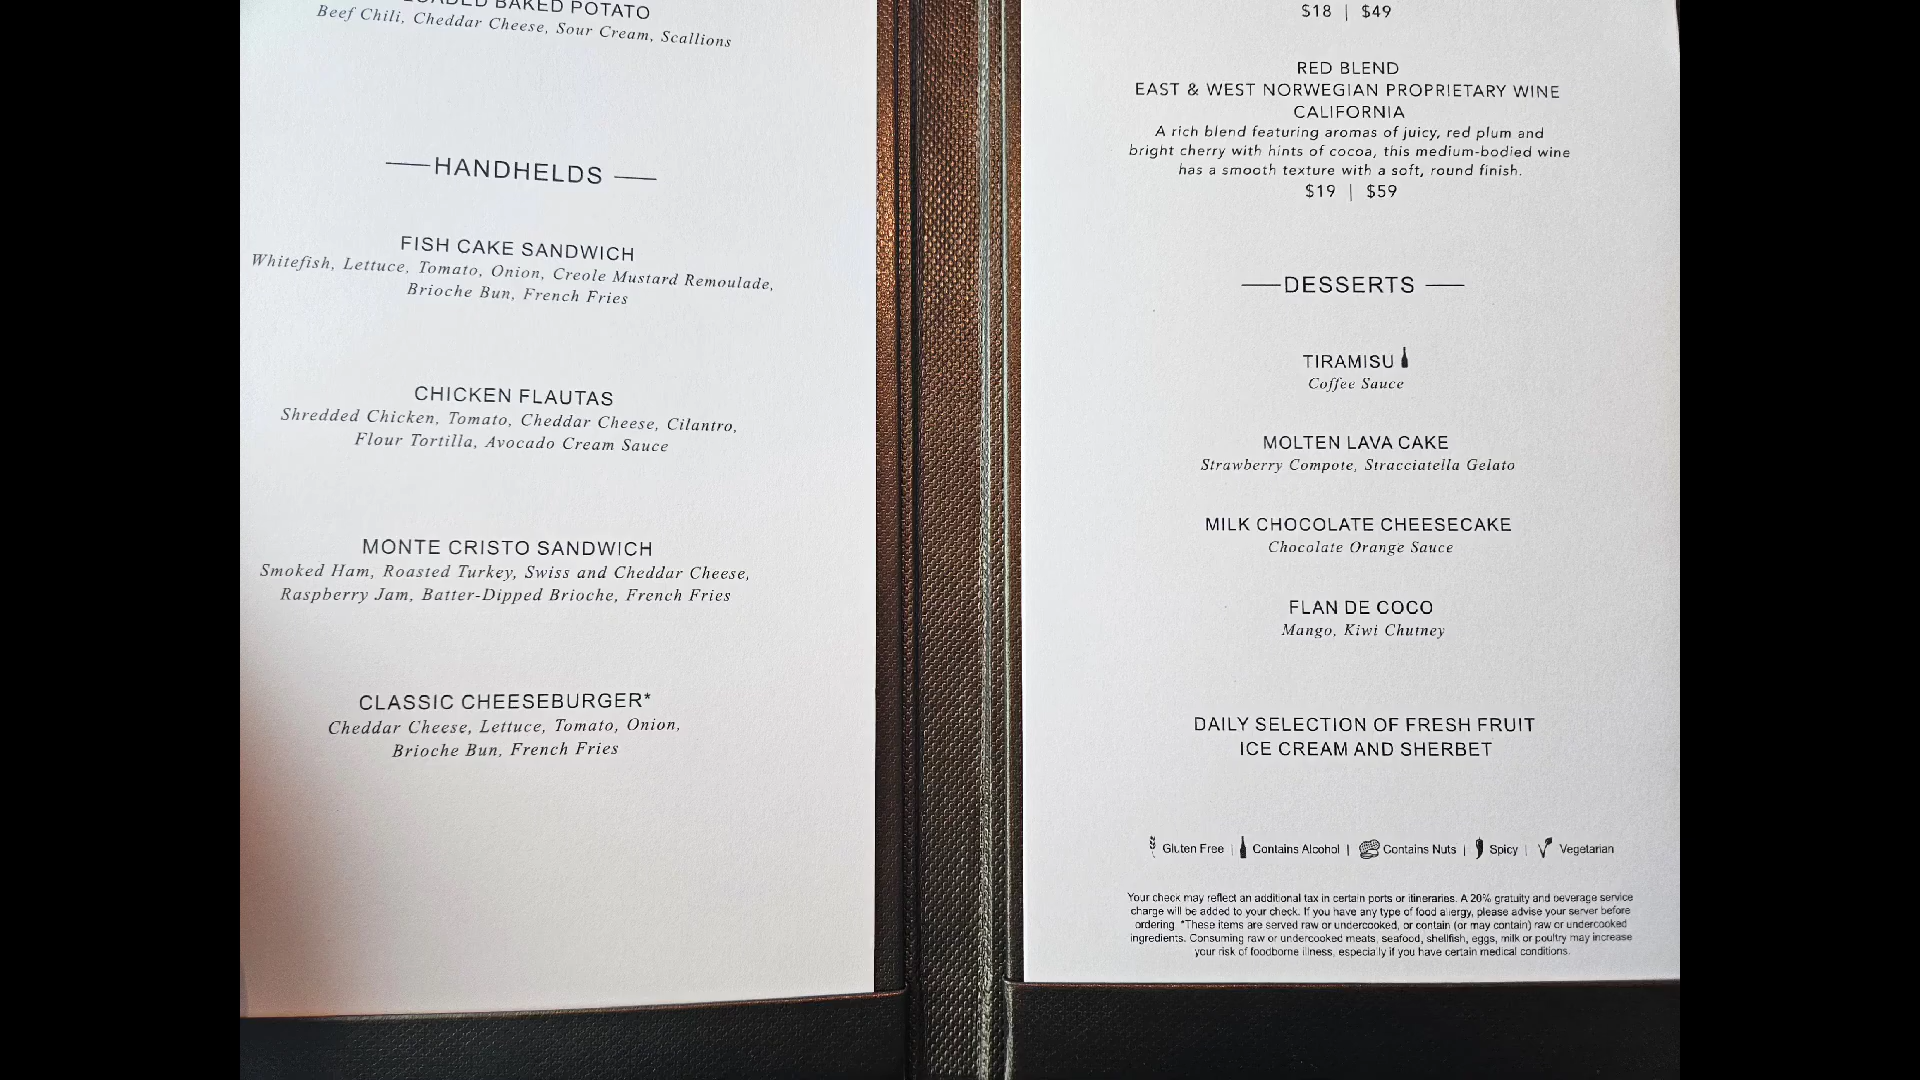 BAKED POTATO
Beef Chili, Cheddar Cheese, Sour Cream, Scallions
HANDHELDS
FISH CAKE SANDWICH
Whitefish, Lettuce, Tomato, Onion, Creole Mustard Remoulade,
Brioche Bun, French Fries
CHICKEN FLAUTAS
Shredded Chicken, Tomato, Cheddar Cheese, Cilantro,
Flour Tortilla, Avocado Cream Sauce
MONTE CRISTO SANDWICH
Smoked Ham, Roasted Turkey, Swiss and Cheddar Cheese,
Raspberry Jam, Batter-Dipped Brioche, French Fries
CLASSIC CHEESEBURGER*
Cheddar Cheese, Lettuce, Tomato, Onion,
Brioche Bun, French Fries
$18 | $49
RED BLEND
EAST & WEST NORWEGIAN PROPRIETARY WINE
CALIFORNIA
A rich blend featuring aromas of juicy, red plum and
bright cherry with hints of cocoa, this medium-bodied wine
has a smooth texture with a soft, round finish.
$19 | $59
DESSERTS
TIRAMISU
Coffee Sauce
MOLTEN LAVA CAKE
Strawberry Compote, Stracciatella Gelato
MILK CHOCOLATE CHEESECAKE
Chocolate Orange Sauce
FLAN DE COCO
Mango, Kiwi Chutney
DAILY SELECTION OF FRESH FRUIT
ICE CREAM AND SHERBET
Gluten Free | Contains Alcohol | Contains Nuts | Spicy | Vegetarian
Your check may reflect an additional tax in certain ports or itineraries. A 20% gratuity and beverage service
charge will be added to your check. If you have any type of food allergy, please advise your server before
ordering. *These items are served raw or undercooked, or contain (or may contain) raw or undercooked
ingredients. Consuming raw or undercooked meats, seafood, shellfish, eggs, milk or poultry may increase
your risk of foodborne illness, especially if you have certain medical conditions.